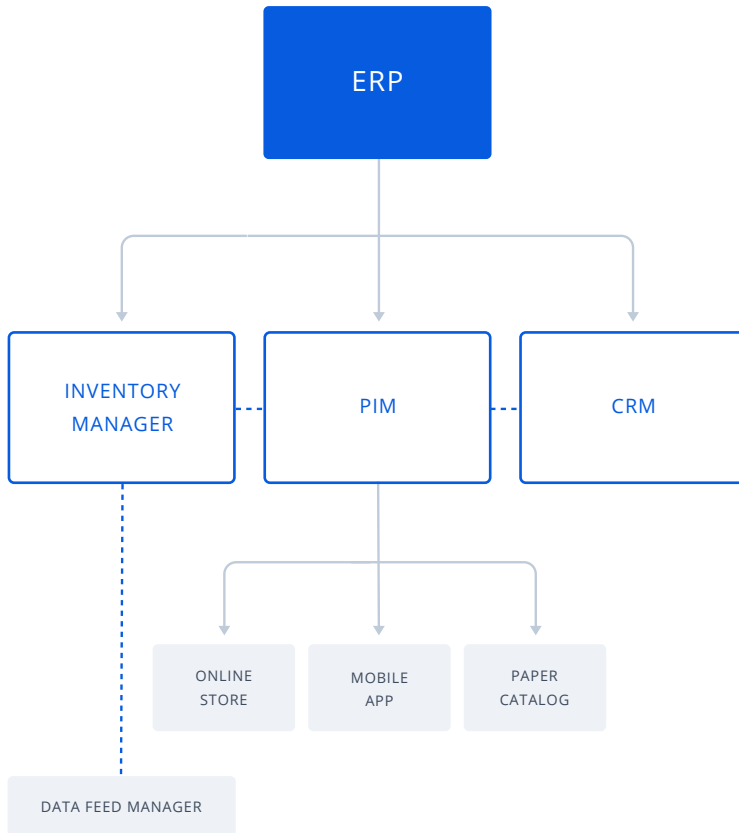 ERP
INVENTORY
MANAGER
PIM
CRM
ONLINE
STORE
MOBILE
APP
PAPER
CATALOG
DATA FEED MANAGER